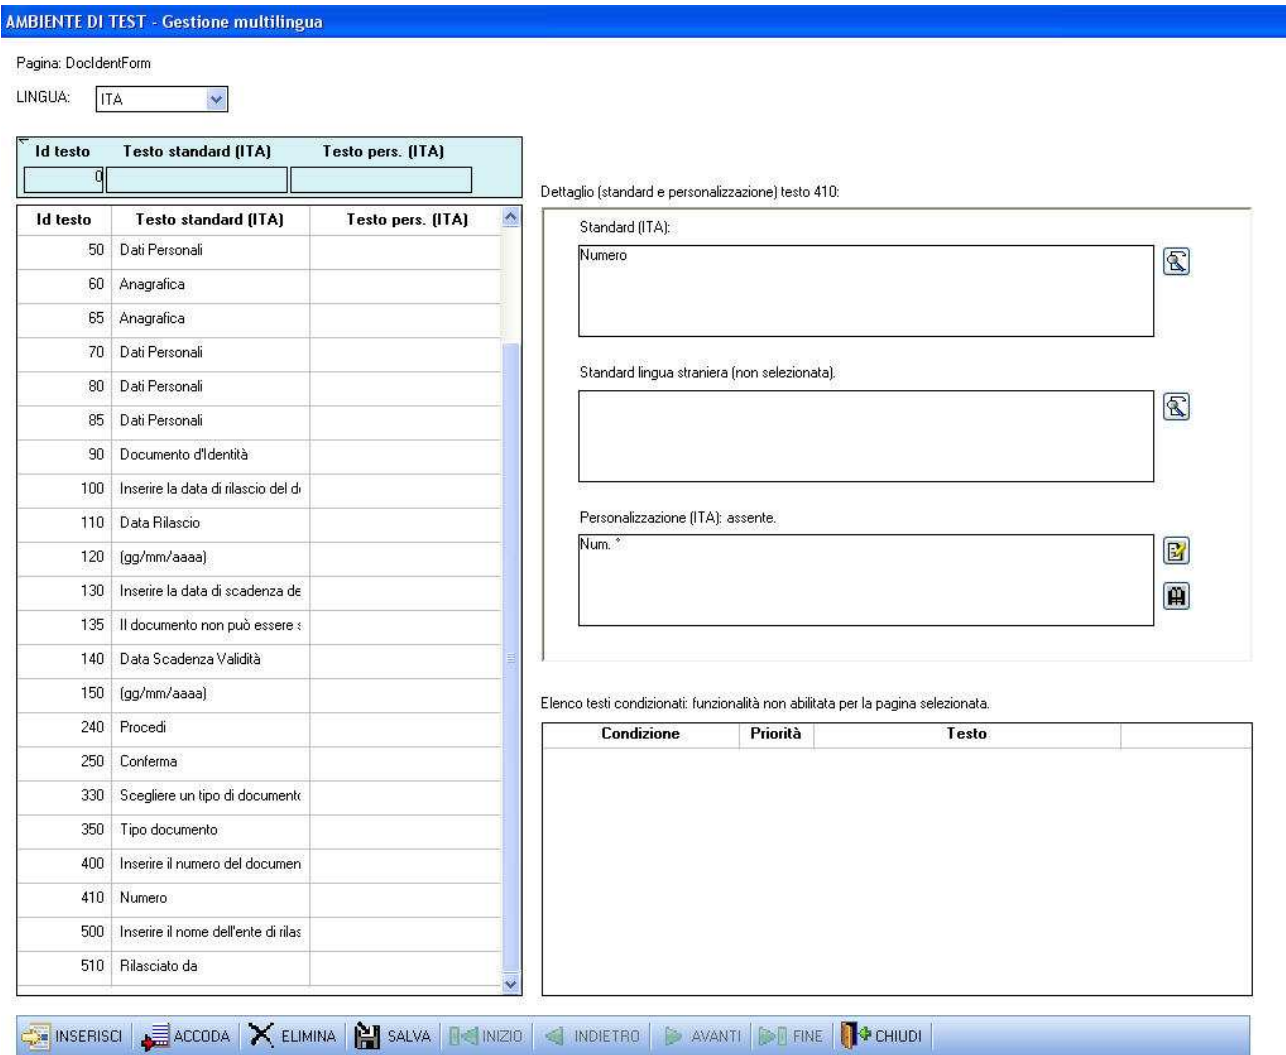 AMBIENTE DI TEST - Gestione multilingua
Pagina: DocIdentForm
LINGUA: ITA
Id testo Testo standard (ITA) Testo pers. (ITA)
0
Id testo Testo standard (ITA) Testo pers. (ITA)
50 Dati Personali
60 Anagrafica
65 Anagrafica
70 Dati Personali
80 Dati Personali
85 Dati Personali
90 Documento d'Identità
100 Inserire la data di rilascio del d
110 Data Rilascio
120 (gg/mm/aaaa)
130 Inserire la data di scadenza de
135 Il documento non può essere s
140 Data Scadenza Validità
150 (gg/mm/aaaa)
240 Procedi
250 Conferma
330 Scegliere un tipo di document
350 Tipo documento
400 Inserire il numero del documen
410 Numero
500 Inserire il nome dell'ente di rilas
510 Rilasciato da
Dettaglio (standard e personalizzazione) testo 410:
Standard (ITA):
Numero
Standard lingua straniera (non selezionata).
Personalizzazione (ITA): assente.
Num. °
Elenco testi condizionati: funzionalità non abilitata per la pagina selezionata.
Condizione Priorità Testo
INSERISCI ACCODA ELIMINA SALVA INIZIO INDIETRO AVANTI FINE CHIUDI